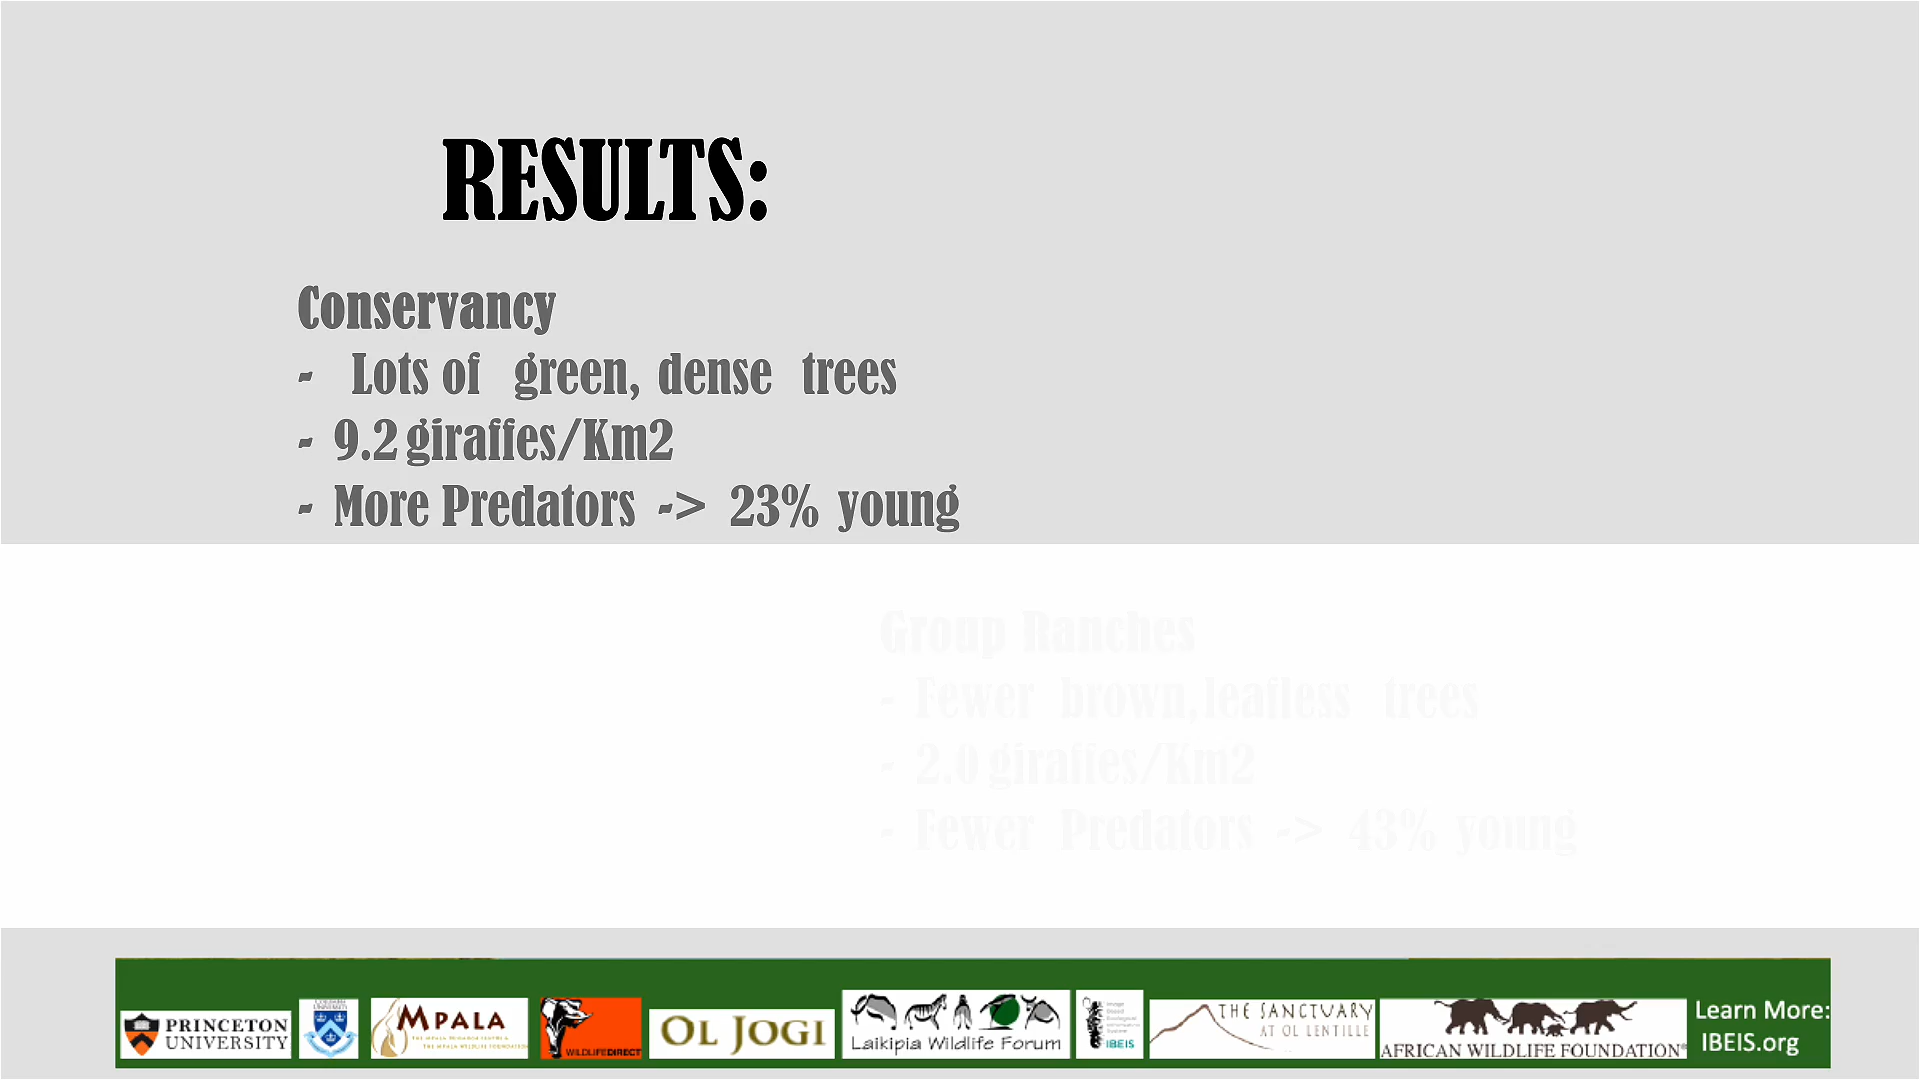 RESULTS:
Conservancy
- Lots of green, dense trees
- 9.2 giraffes/Km2
- More Predators -> 23% young
Group Ranches
- Fewer brown, leafless trees
- 2.0 giraffes/Km2
- Fewer Predators -> 43% young
PRINCETON
UNIVERSITY
MPALA
WILDLIFEDIRECT
OL JOGI
Laikipia Wildlife Forum
IBEIS
THE SANCTUARY
AT OL LENTILLE
AFRICAN WILDLIFE FOUNDATION®
Learn More:
IBEIS.org